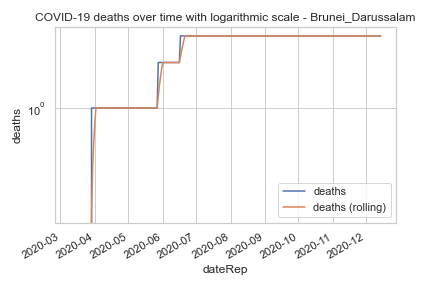 COVID-19 deaths over time with logarithmic scale - Brunei_Darussalam
deaths
10⁰
deaths
deaths (rolling)
2020-03
2020-04
2020-05
2020-06
2020-07
2020-08
2020-09
2020-10
2020-11
2020-12
dateRep